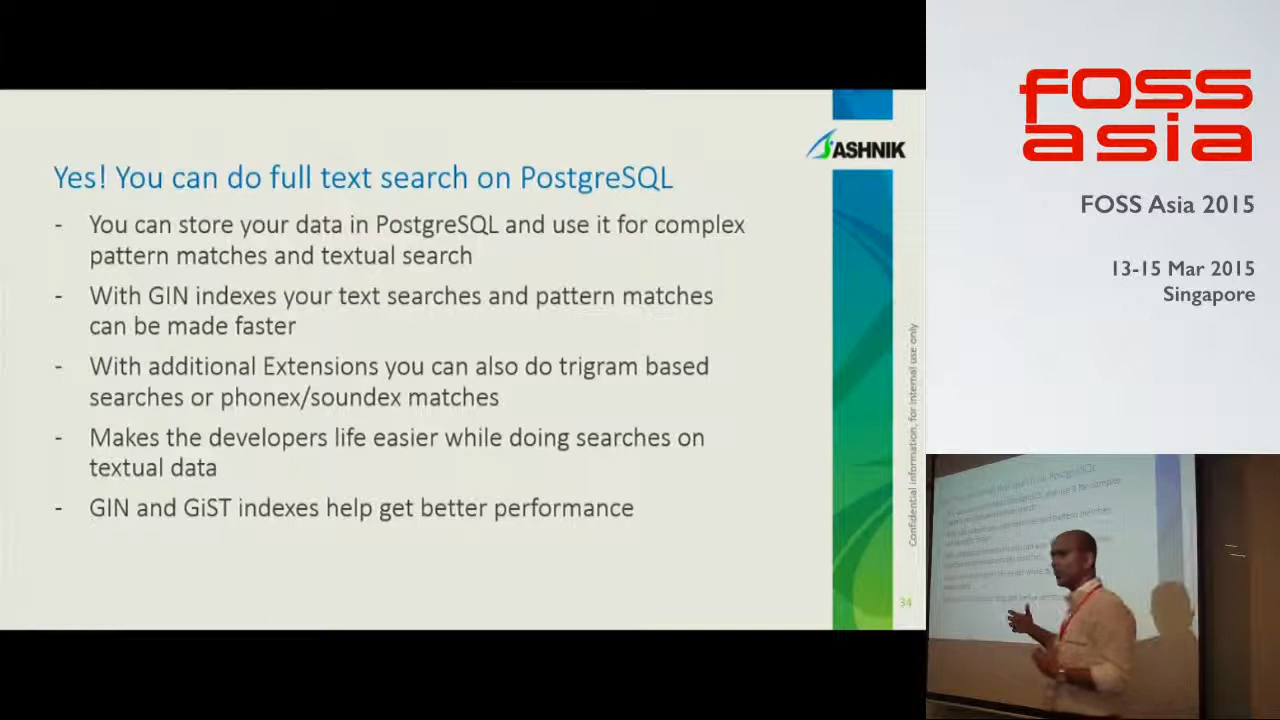 Yes! You can do full text search on PostgreSQL
- You can store your data in PostgreSQL and use it for complex
pattern matches and textual search
- With GIN indexes your text searches and pattern matches
can be made faster
- With additional Extensions you can also do trigram based
searches or phonex/soundex matches
- Makes the developers life easier while doing searches on
textual data
- GIN and GiST indexes help get better performance
ASHNIK
Confidential information, for internal use only
34
FOSS
asia
FOSS Asia 2015
13-15 Mar 2015
Singapore